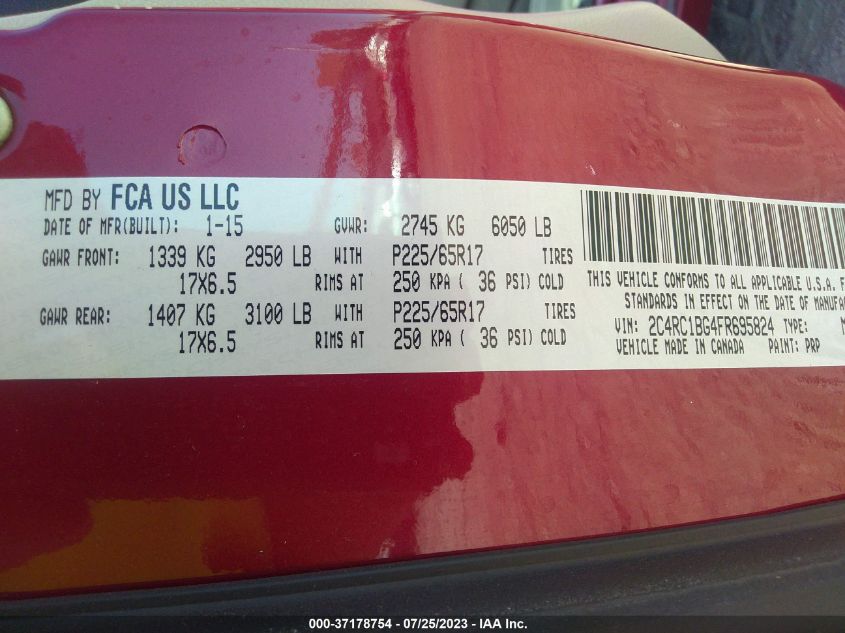 MFD BY FCA US LLC
DATE OF MFR(BUILT): 1-15 GVWR: 2745 KG 6050 LB
GAWR FRONT: 1339 KG 2950 LB WITH P225/65R17 TIRES
17X6.5 RIMS AT 250 KPA ( 36 PSI) COLD
GAWR REAR: 1407 KG 3100 LB WITH P225/65R17 TIRES
17X6.5 RIMS AT 250 KPA ( 36 PSI) COLD
THIS VEHICLE CONFORMS TO ALL APPLICABLE U.S.A. F
STANDARDS IN EFFECT ON THE DATE OF MANUFA
VIN: 2C4RC1BG4FR695824 TYPE: M
VEHICLE MADE IN CANADA PAINT: PRP
000-37178754 - 07/25/2023 - IAA Inc.